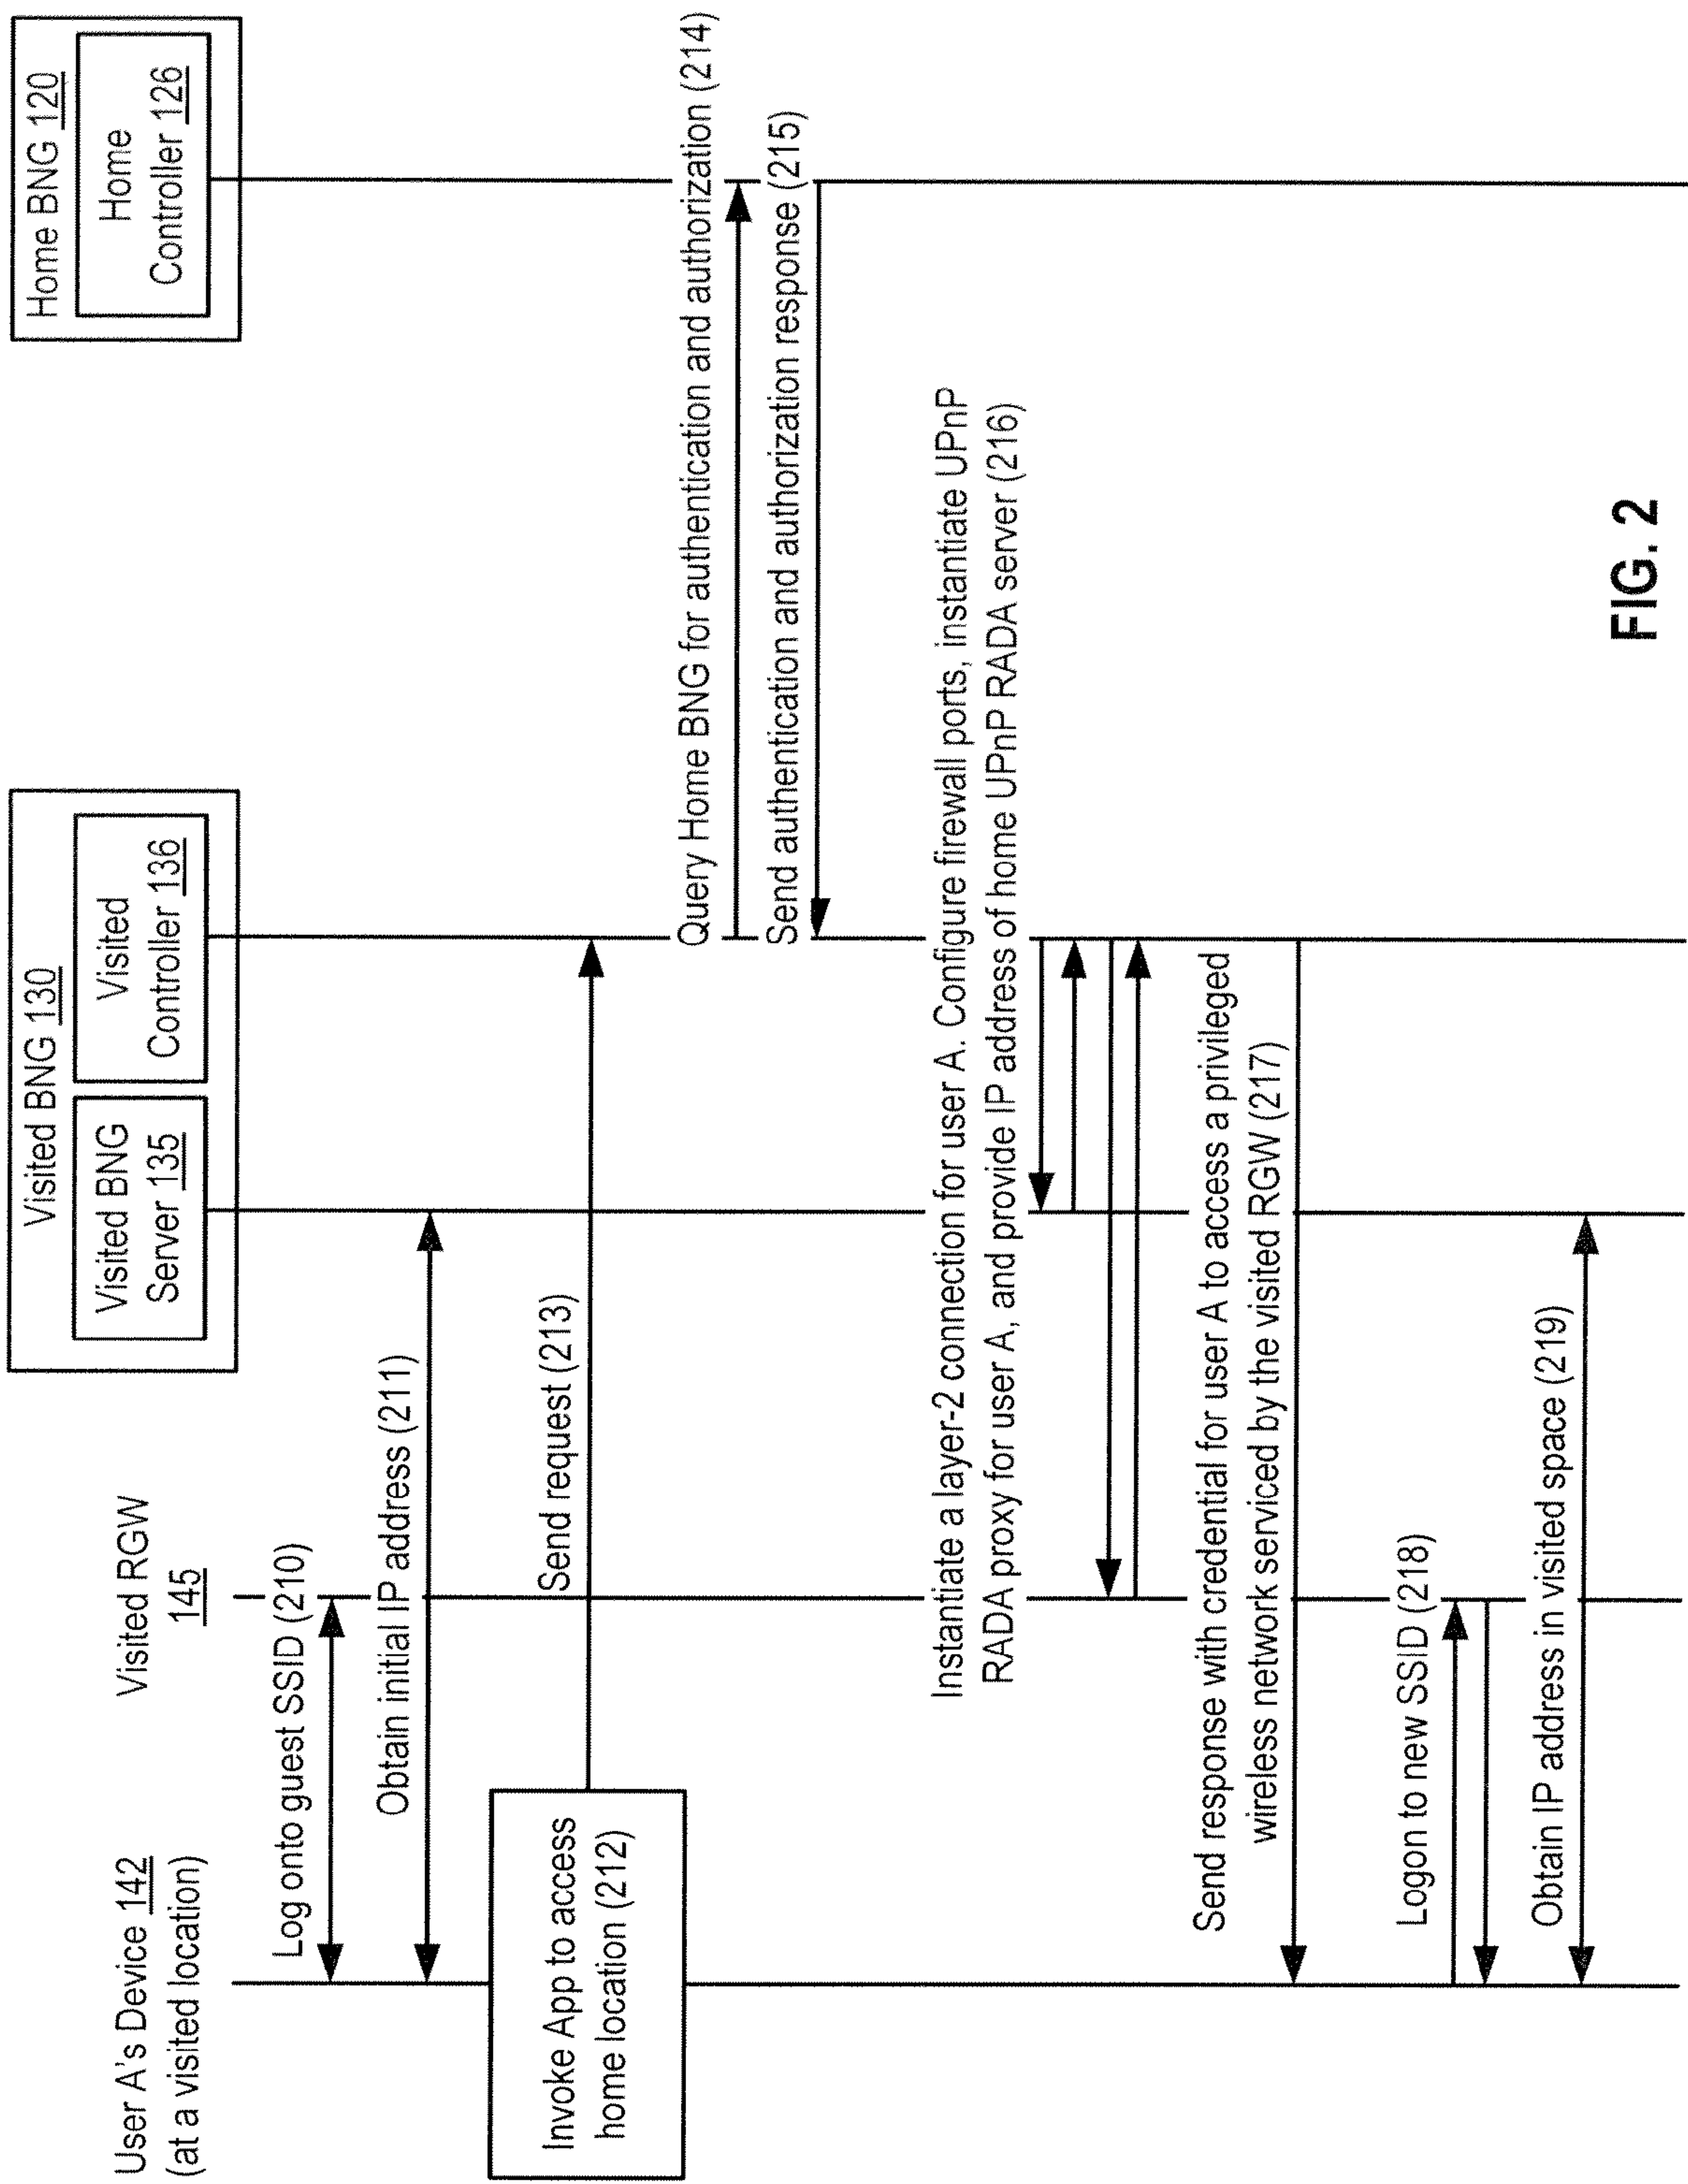 User A's Device 142
(at a visited location)
Visited RGW
145
Visited BNG 130
Visited BNG
Server 135
Visited
Controller 136
Home BNG 120
Home
Controller 126
Log onto guest SSID (210)
Obtain initial IP address (211)
Invoke App to access
home location (212)
Send request (213)
Query Home BNG for authentication and authorization (214)
Send authentication and authorization response (215)
Instantiate a layer-2 connection for user A. Configure firewall ports, instantiate UPnP
RADA proxy for user A, and provide IP address of home UPnP RADA server (216)
Send response with credential for user A to access a privileged
wireless network serviced by the visited RGW (217)
Logon to new SSID (218)
Obtain IP address in visited space (219)
FIG. 2